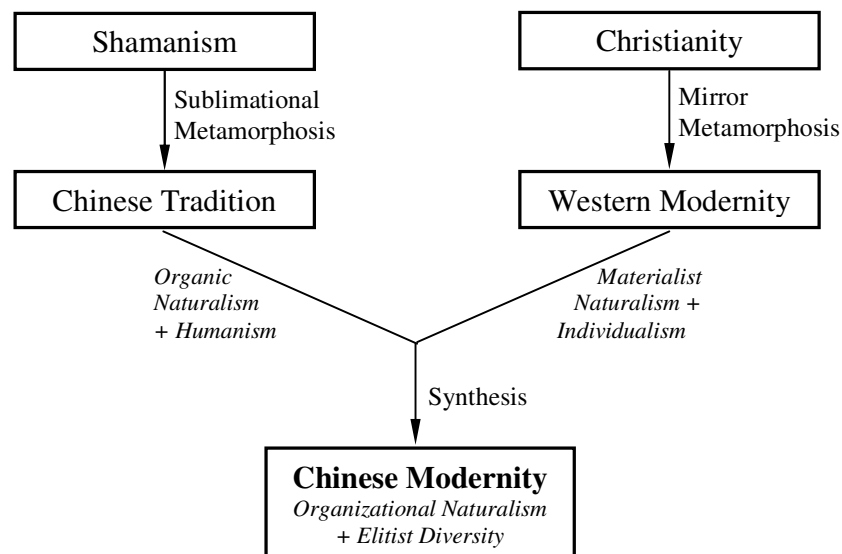 Shamanism
Christianity
Sublimational
Metamorphosis
Mirror
Metamorphosis
Chinese Tradition
Western Modernity
Organic
Naturalism
+ Humanism
Materialist
Naturalism +
Individualism
Synthesis
Chinese Modernity
Organizational Naturalism
+ Elitist Diversity